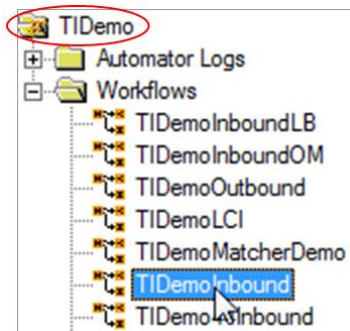 TIDemo
Automator Logs
Workflows
TIDemoInboundLB
TIDemoInboundOM
TIDemoOutbound
TIDemoLCI
TIDemoMatcherDemo
TIDemoInbound